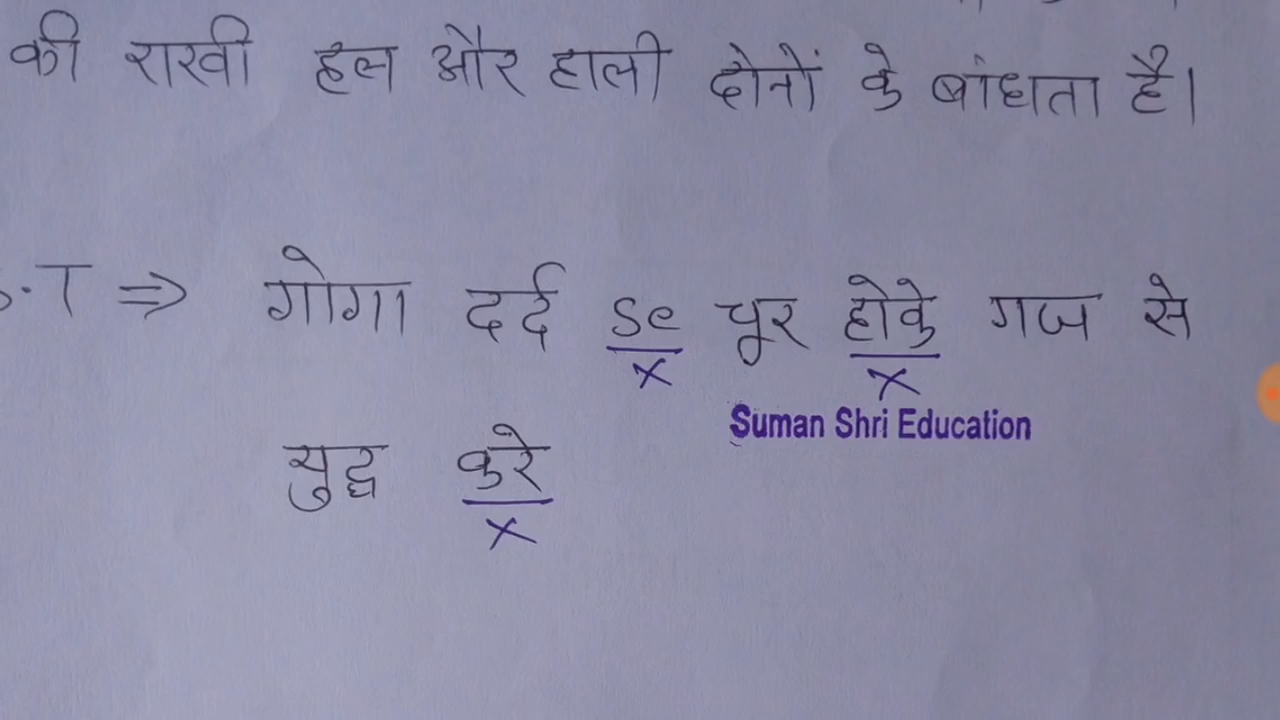 की राखी हल और हाली दोनों के बांधता है।
.T ⇒ गोगा दर्द se चूर होके गज से
x x
Suman Shri Education
युद्ध करे
x